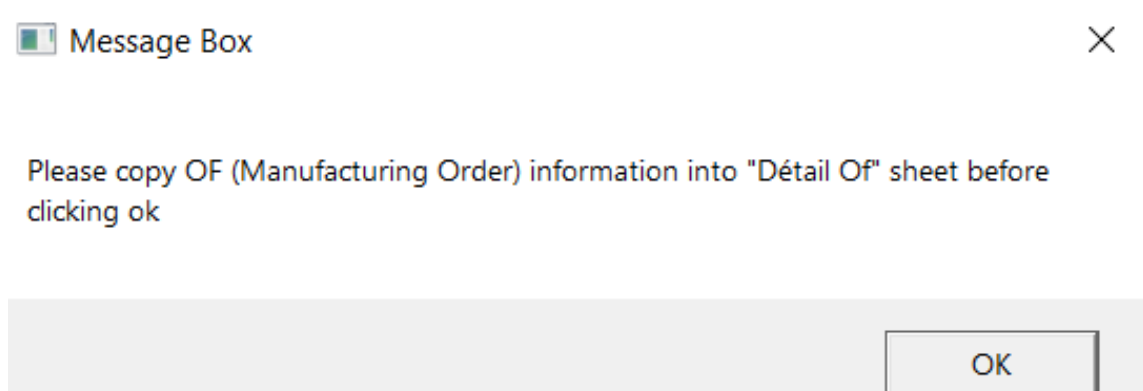 Message Box
Please copy OF (Manufacturing Order) information into "Détail Of" sheet before
clicking ok
OK